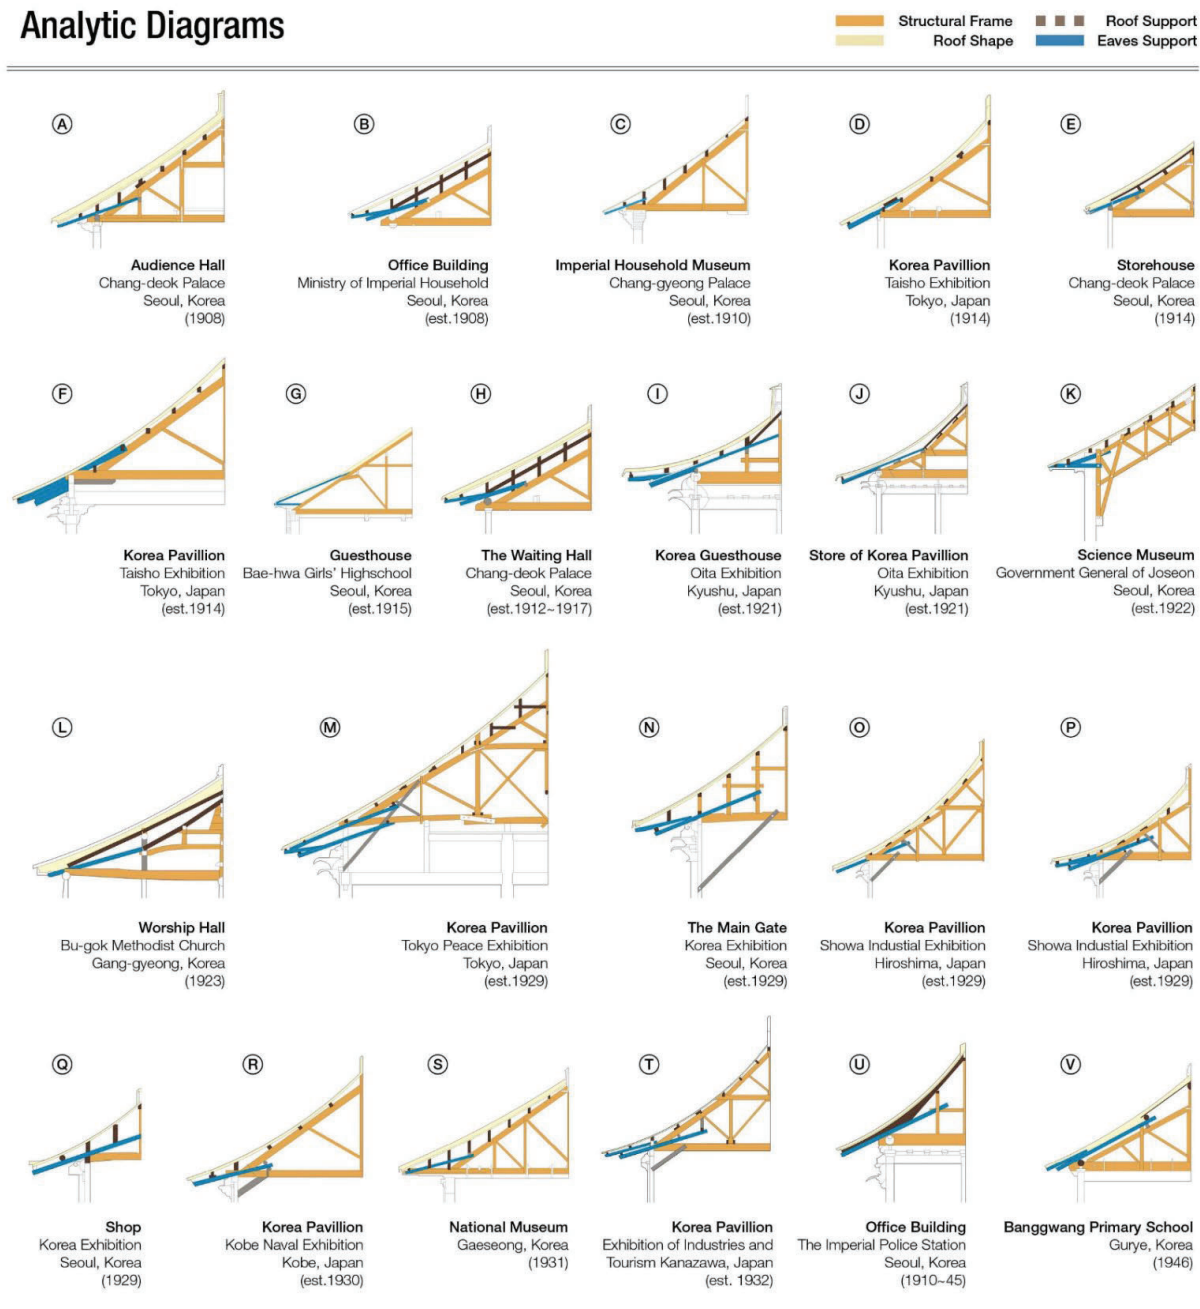 Analytic Diagrams
Structural Frame
Roof Support
Roof Shape
Eaves Support
A
Audience Hall
Chang-deok Palace
Seoul, Korea
(1908)
B
Office Building
Ministry of Imperial Household
Seoul, Korea
(est.1908)
C
Imperial Household Museum
Chang-gyeong Palace
Seoul, Korea
(est.1910)
D
Korea Pavillion
Taisho Exhibition
Tokyo, Japan
(1914)
E
Storehouse
Chang-deok Palace
Seoul, Korea
(1914)
F
Korea Pavillion
Taisho Exhibition
Tokyo, Japan
(est.1914)
G
Guesthouse
Bae-hwa Girls' Highschool
Seoul, Korea
(est.1915)
H
The Waiting Hall
Chang-deok Palace
Seoul, Korea
(est.1912~1917)
I
Korea Guesthouse
Oita Exhibition
Kyushu, Japan
(est.1921)
J
Store of Korea Pavillion
Oita Exhibition
Kyushu, Japan
(est.1921)
K
Science Museum
Government General of Joseon
Seoul, Korea
(est.1922)
L
Worship Hall
Bu-gok Methodist Church
Gang-gyeong, Korea
(1923)
M
Korea Pavillion
Tokyo Peace Exhibition
Tokyo, Japan
(est.1929)
N
The Main Gate
Korea Exhibition
Seoul, Korea
(est.1929)
O
Korea Pavillion
Showa Industial Exhibition
Hiroshima, Japan
(est.1929)
P
Korea Pavillion
Showa Industial Exhibition
Hiroshima, Japan
(est.1929)
Q
Shop
Korea Exhibition
Seoul, Korea
(1929)
R
Korea Pavillion
Kobe Naval Exhibition
Kobe, Japan
(est.1930)
S
National Museum
Gaeseong, Korea
(1931)
T
Korea Pavillion
Exhibition of Industries and
Tourism Kanazawa, Japan
(est. 1932)
U
Office Building
The Imperial Police Station
Seoul, Korea
(1910~45)
V
Banggwang Primary School
Gurye, Korea
(1946)